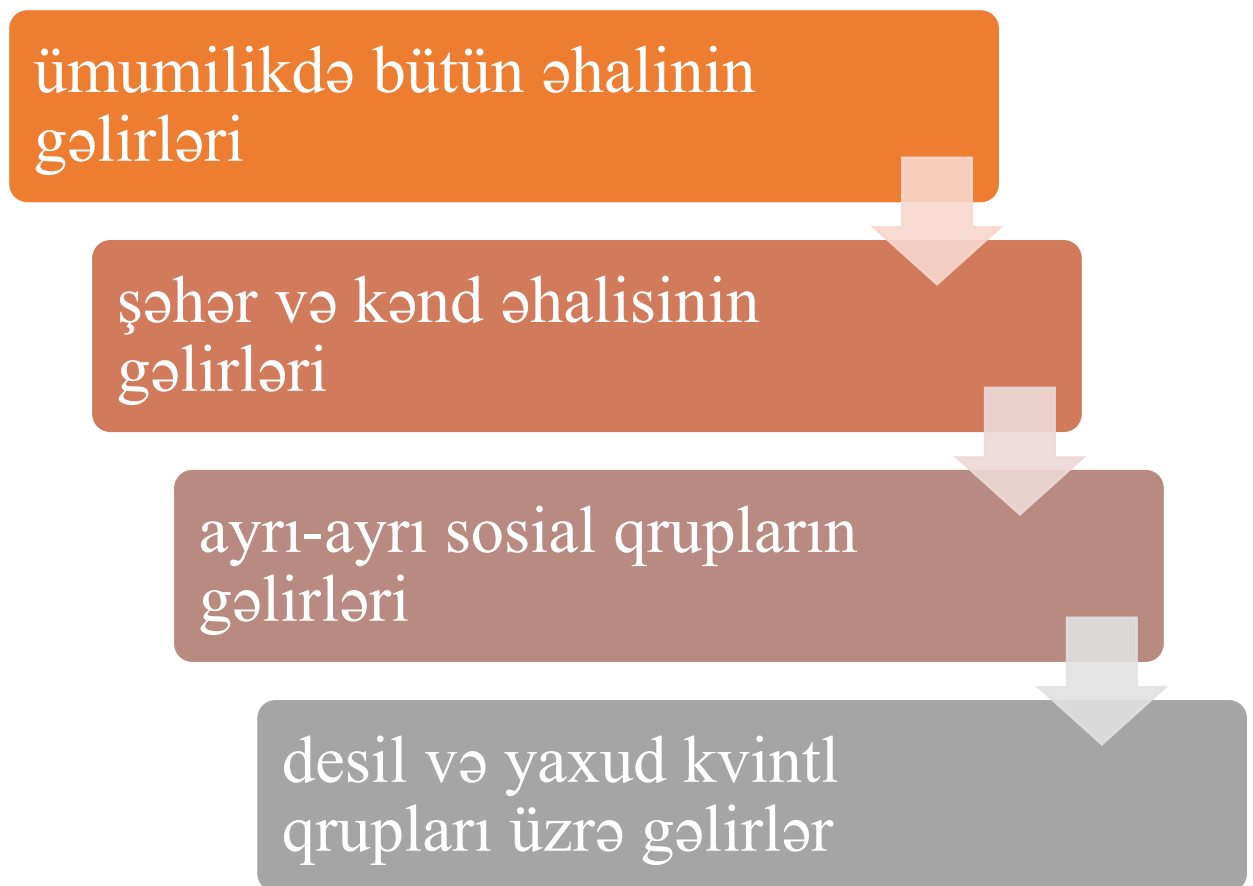 ümumilikdə bütün əhalinin
gəlirləri
şəhər və kənd əhalisinin
gəlirləri
ayrı-ayrı sosial qrupların
gəlirləri
desil və yaxud kvintl
qrupları üzrə gəlirlər